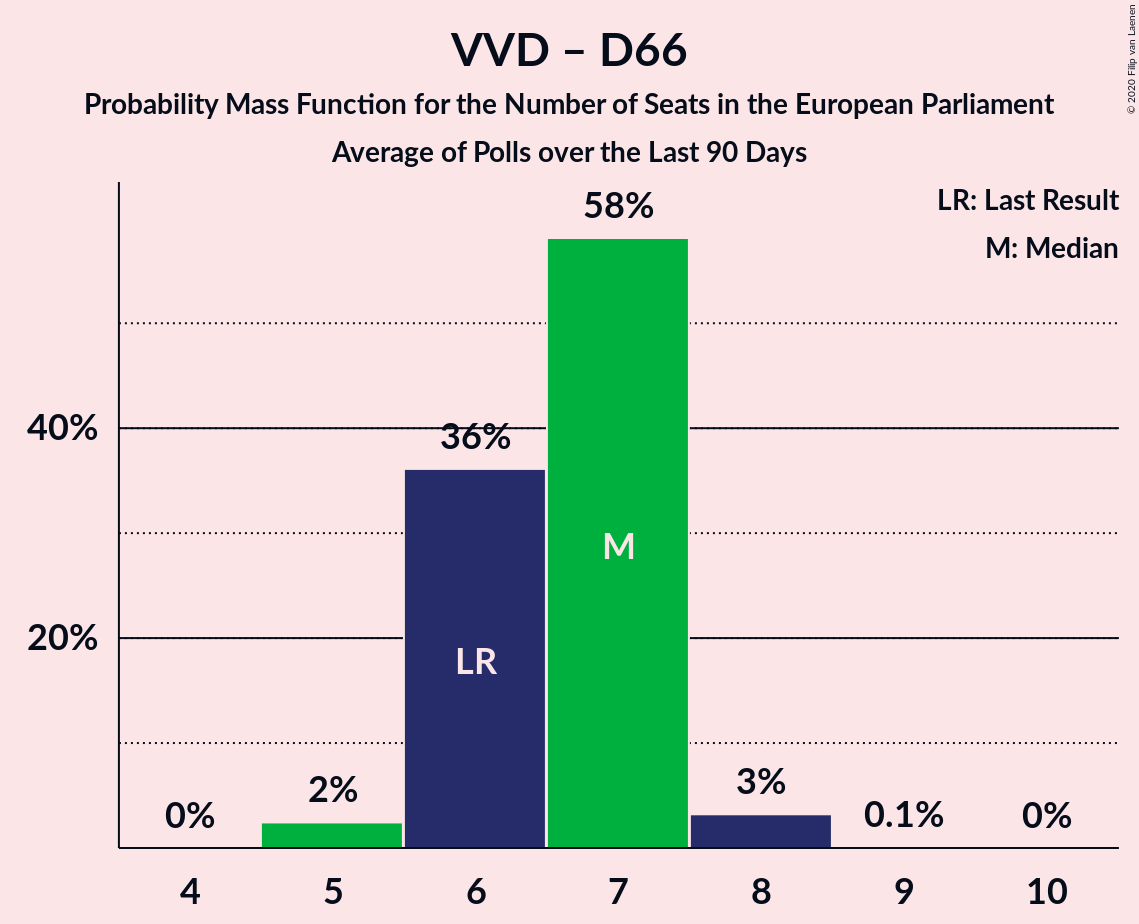 VVD – D66
Probability Mass Function for the Number of Seats in the European Parliament
Average of Polls over the Last 90 Days
© 2020 Filip van Laenen
LR: Last Result
M: Median
58%
40%
36%
M
20%
LR
0%
2%
3%
0.1%
0%
4 5 6 7 8 9 10